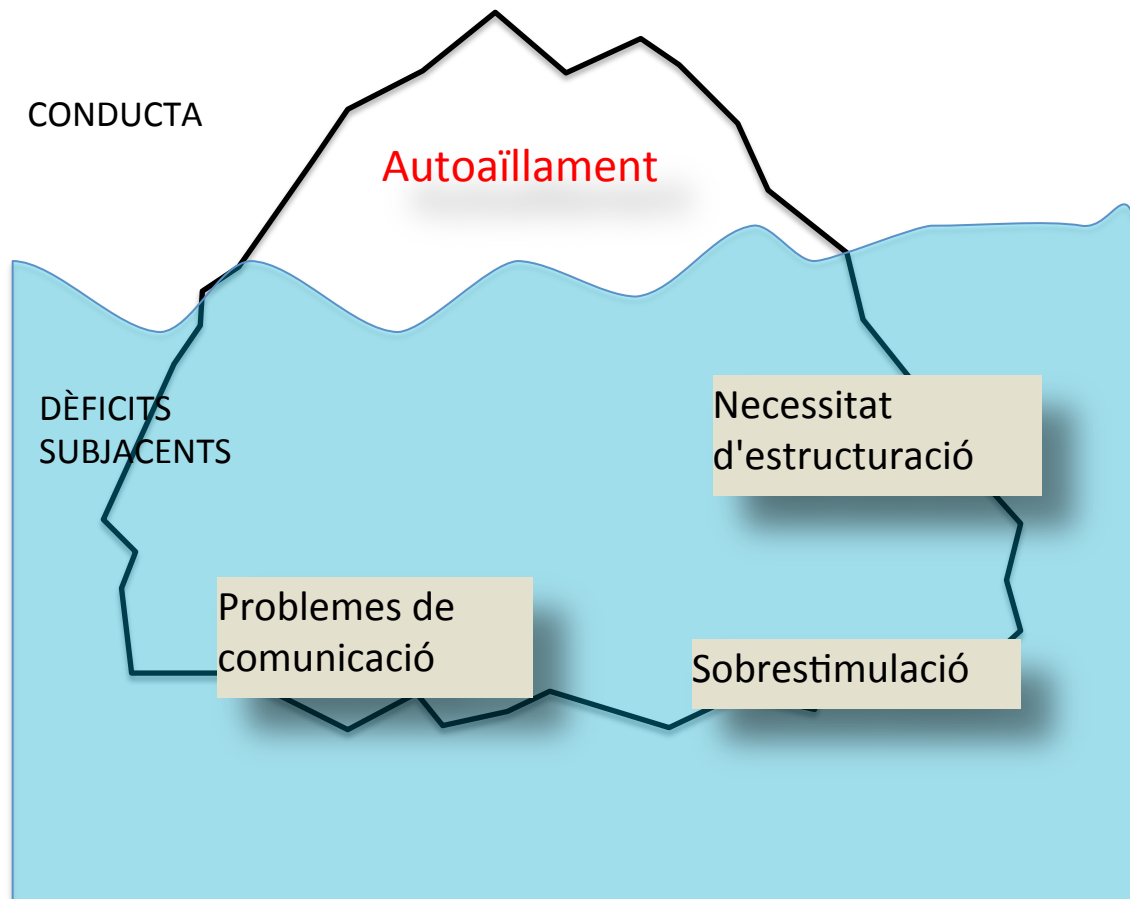 CONDUCTA
Autoaïllament
DÈFICITS
SUBJACENTS
Necessitat
d'estructuració
Problemes de
comunicació
Sobrestimulació